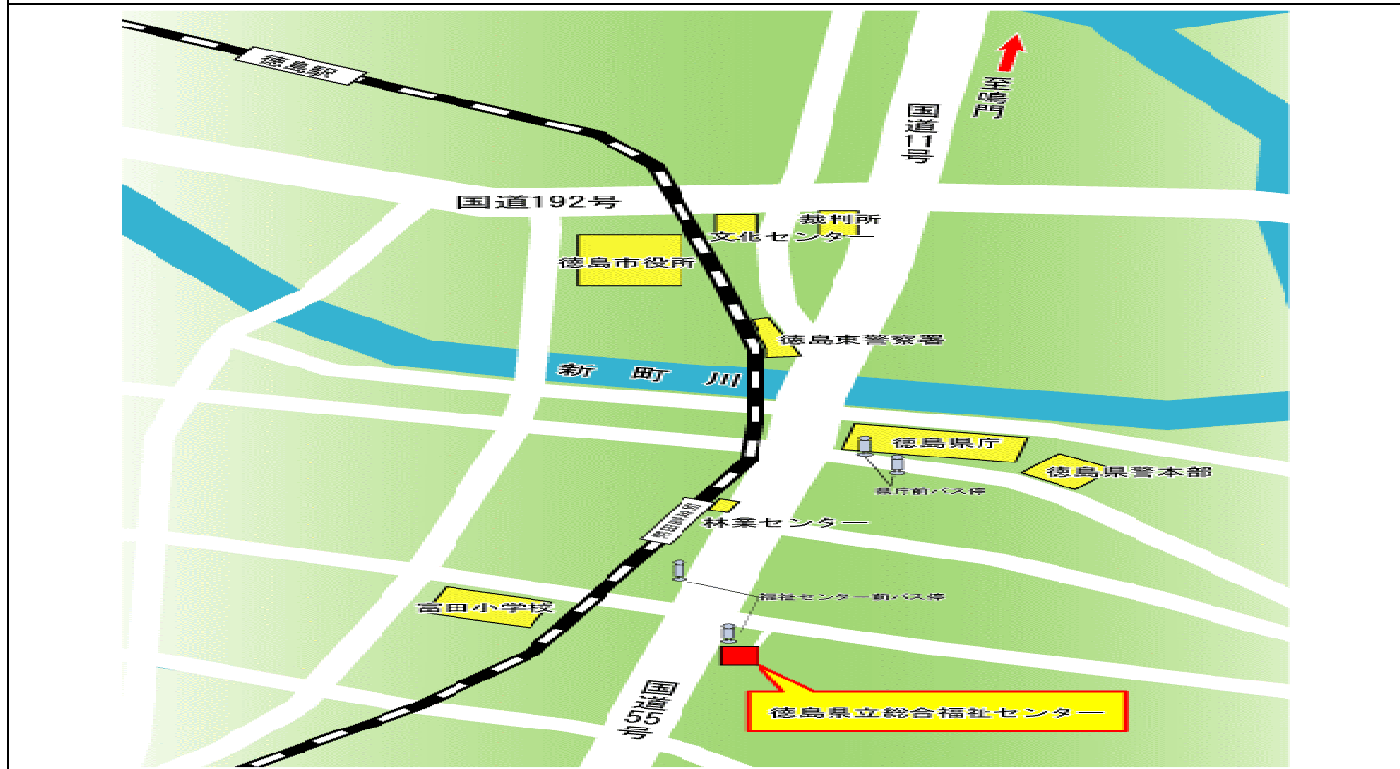 徳島駅
至鳴門
国道11号
国道192号
文化センター
裁判所
徳島市役所
徳島東警察署
新町川
徳島県庁
徳島県警本部
県庁前バス停
林業センター
福祉センター前バス停
富田小学校
国道55号
徳島県立総合福祉センター